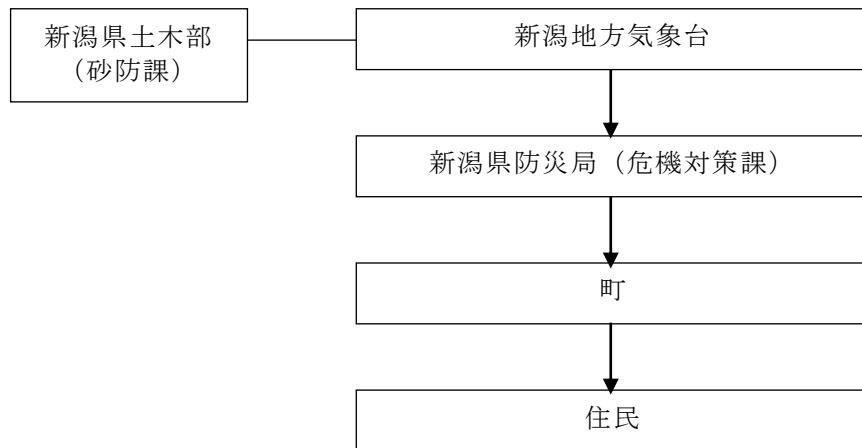 新潟県土木部
（砂防課）
新潟地方気象台
新潟県防災局（危機対策課）
町
住民